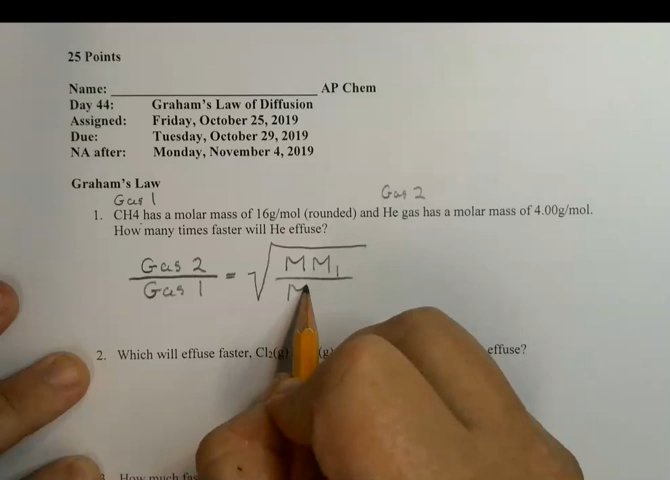 25 Points
Name: AP Chem
Day 44: Graham's Law of Diffusion
Assigned: Friday, October 25, 2019
Due: Tuesday, October 29, 2019
NA after: Monday, November 4, 2019
Graham's Law
Gas 1 Gas 2
1. CH4 has a molar mass of 16g/mol (rounded) and He gas has a molar mass of 4.00g/mol.
How many times faster will He effuse?
Gas 2 / Gas 1 = √ MM₁ / M
2. Which will effuse faster, Cl₂(g) (g) effuse?
3. How much